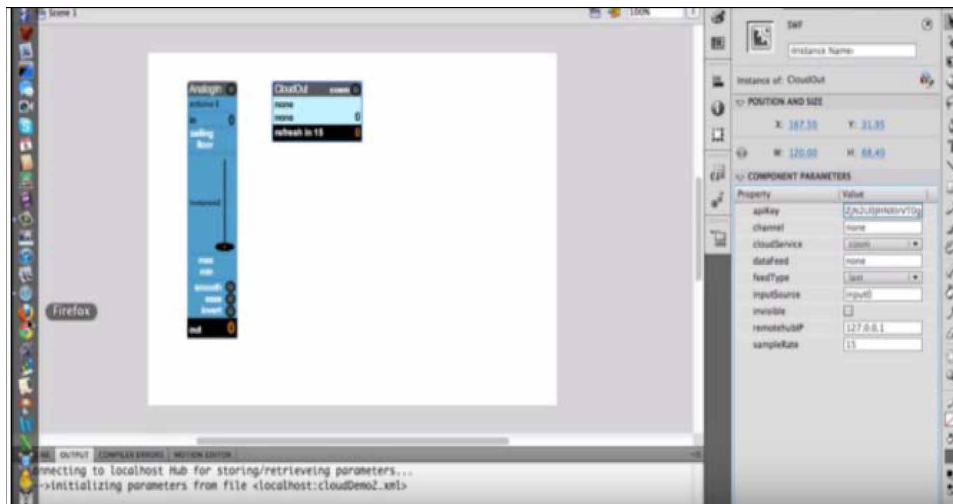 Scene 1
100%
AnalogIn
in 0
ceiling
floor
max
min
smooth
ease
invert
out 0
CloudOut
none
none 0
refresh in 15 0
Firefox
SWF
<Instance Name>
Instance of: CloudOut
POSITION AND SIZE
X: 167.50 Y: 31.95
W: 120.00 H: 68.40
COMPONENT PARAMETERS
Property Value
apiKey
channel none
cloudService
dataFeed none
feedType last
inputSource input0
invisible
remotehubIP 127.0.0.1
sampleRate 15
OUTPUT COMPILER ERRORS MOTION EDITOR
nnecting to localhost Hub for storing/retrieveing parameters...
->initializing parameters from file <localhost:cloudDemo2.xml>